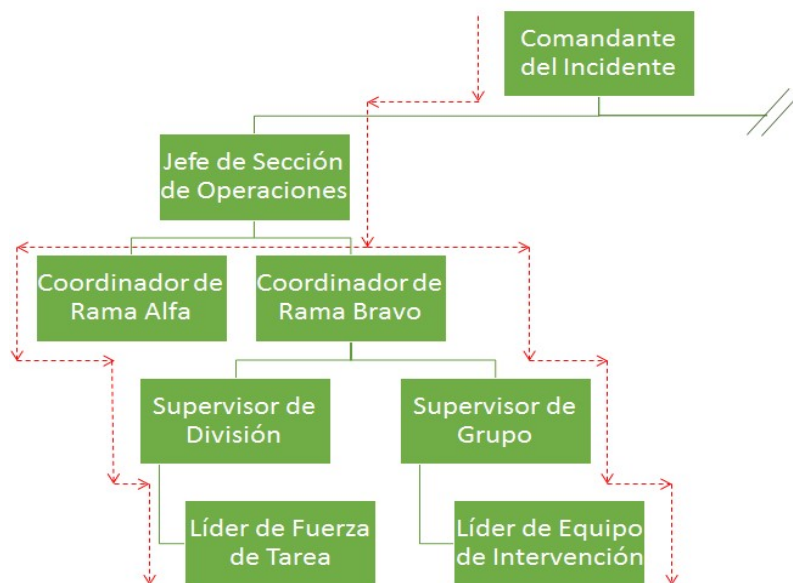 Comandante
del Incidente
Jefe de Sección
de Operaciones
Coordinador de
Rama Alfa
Coordinador de
Rama Bravo
Supervisor de
División
Supervisor de
Grupo
Líder de Fuerza
de Tarea
Líder de Equipo
de Intervención